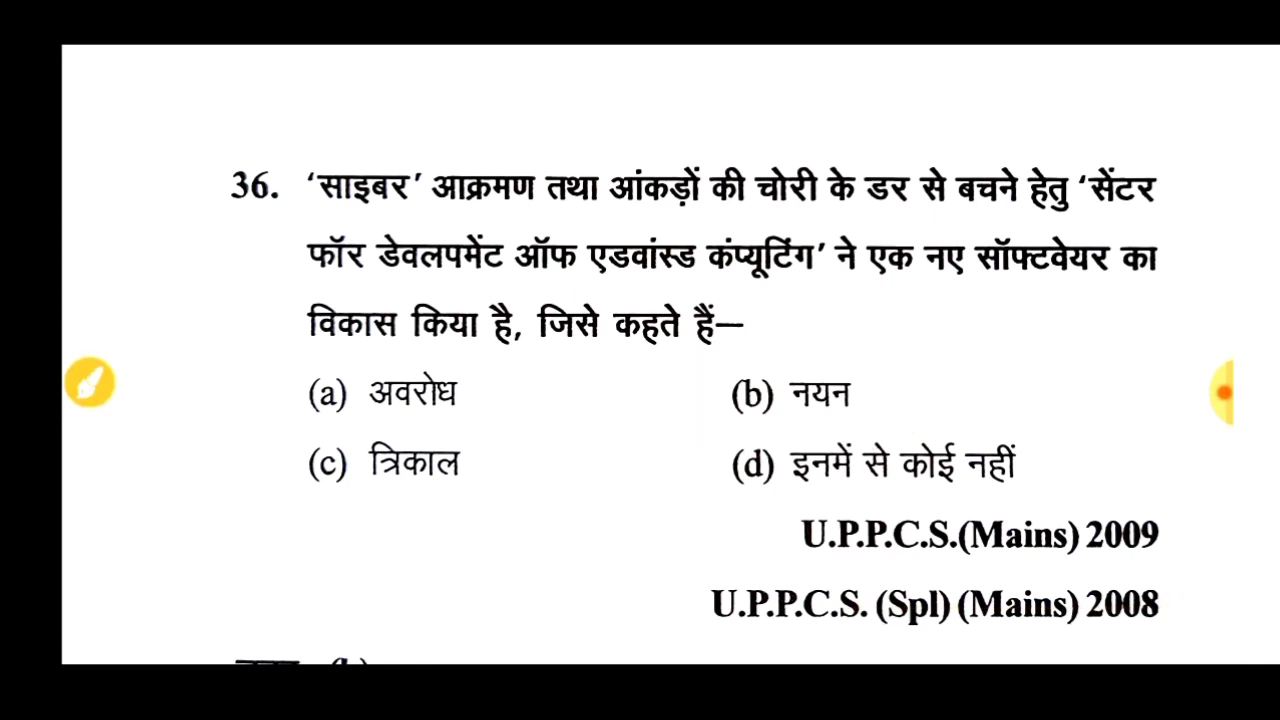 36. ‘साइबर’ आक्रमण तथा आंकड़ों की चोरी के डर से बचने हेतु ‘सेंटर
फॉर डेवलपमेंट ऑफ एडवांस्ड कंप्यूटिंग’ ने एक नए सॉफ्टवेयर का
विकास किया है, जिसे कहते हैं—
(a) अवरोध (b) नयन
(c) त्रिकाल (d) इनमें से कोई नहीं
U.P.P.C.S.(Mains) 2009
U.P.P.C.S. (Spl) (Mains) 2008